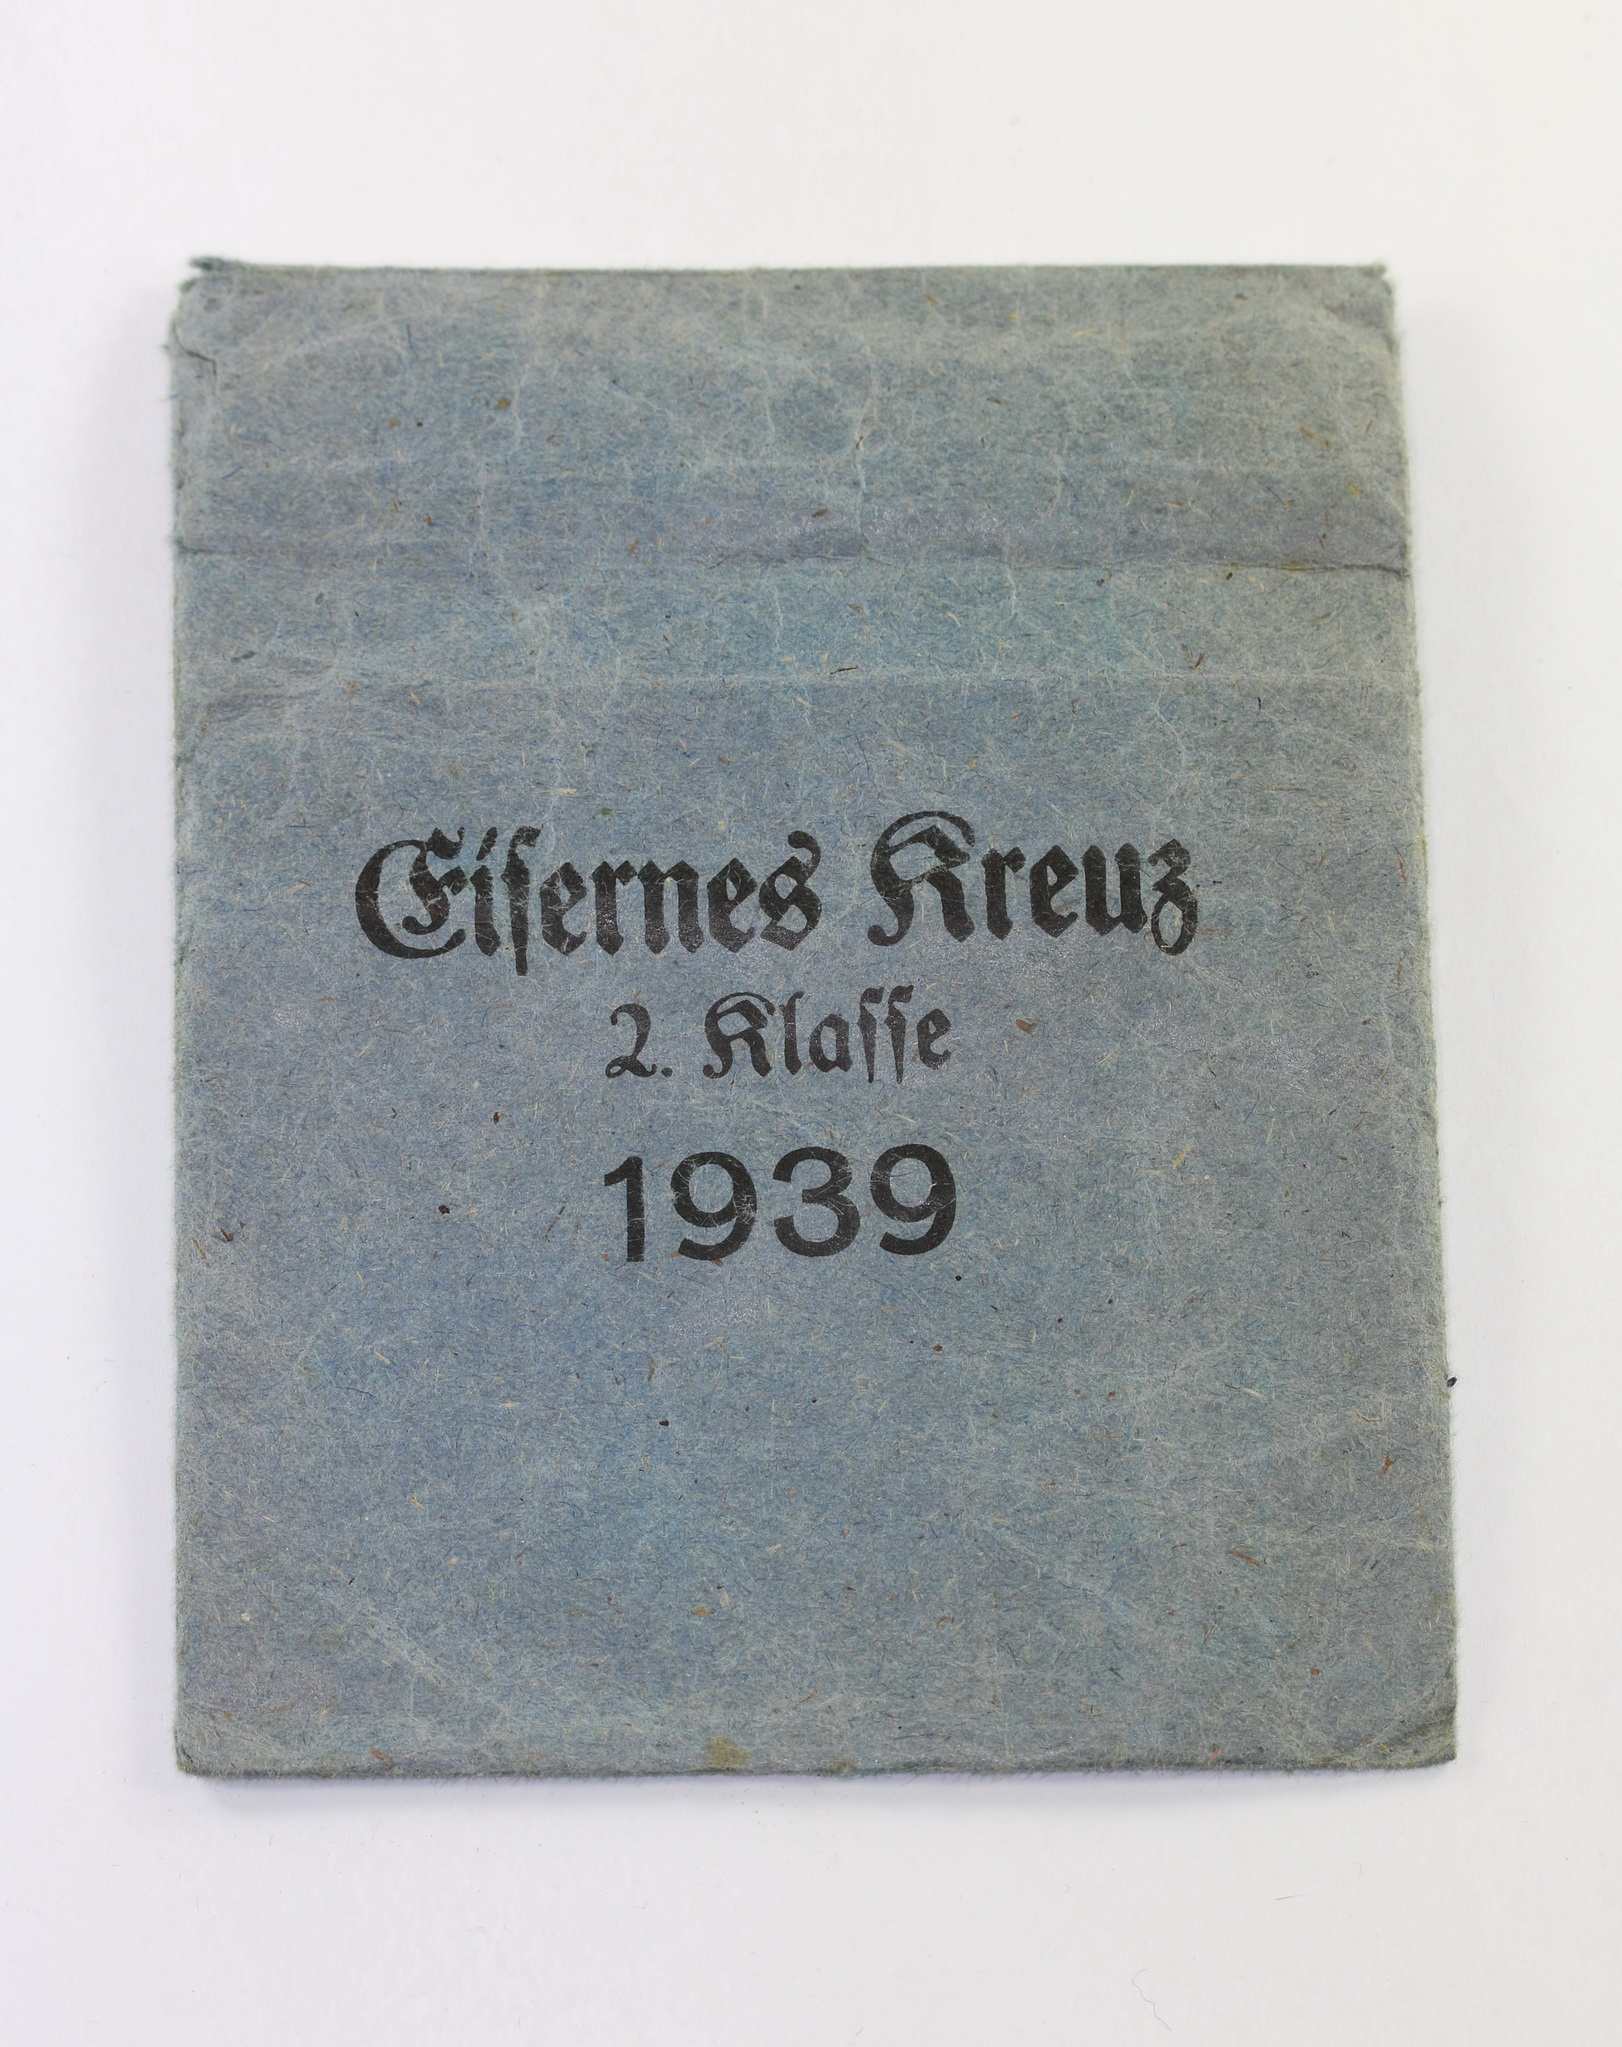 Eiſernes Kreuz
2. Klaſſe
1939